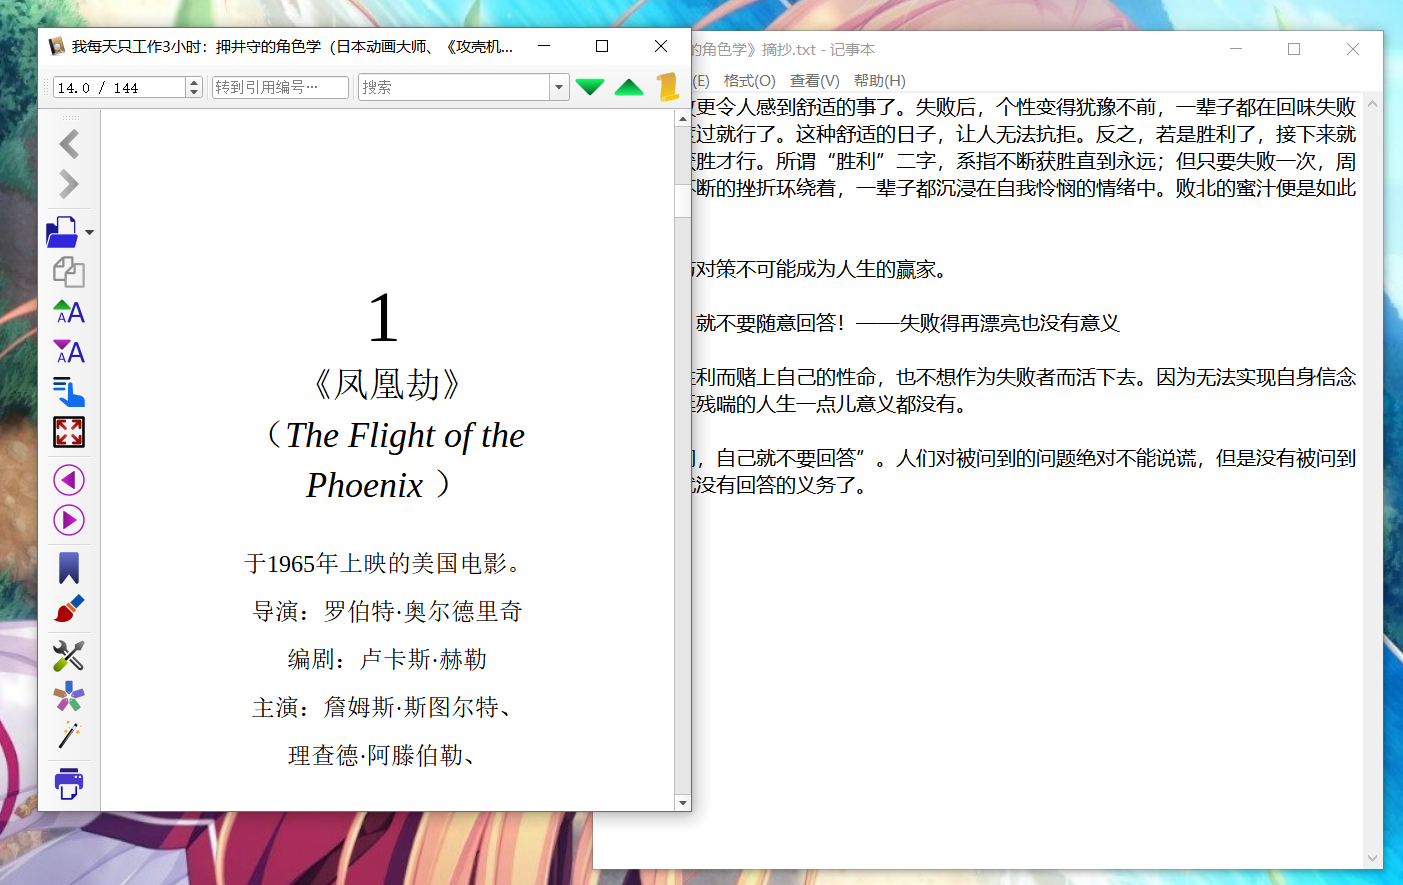 我每天只工作3小时：押井守的角色学（日本动画大师、《攻壳机...
14.0 / 144
转到引用编号…
搜索
1
《凤凰劫》
（The Flight of the
Phoenix ）
于1965年上映的美国电影。
导演：罗伯特·奥尔德里奇
编剧：卢卡斯·赫勒
主演：詹姆斯·斯图尔特、
理查德·阿滕伯勒、
的角色学》摘抄.txt - 记事本
(E) 格式(O) 查看(V) 帮助(H)
更令人感到舒适的事了。失败后，个性变得犹豫不前，一辈子都在回味失败
过就行了。这种舒适的日子，让人无法抗拒。反之，若是胜利了，接下来就
胜才行。所谓“胜利”二字，系指不断获胜直到永远；但只要失败一次，周
断的挫折环绕着，一辈子都沉浸在自我怜悯的情绪中。败北的蜜汁便是如此
对策不可能成为人生的赢家。
就不要随意回答！——失败得再漂亮也没有意义
利而赌上自己的性命，也不想作为失败者而活下去。因为无法实现自身信念
残喘的人生一点儿意义都没有。
，自己就不要回答”。人们对被问到的问题绝对不能说谎，但是没有被问到
没有回答的义务了。